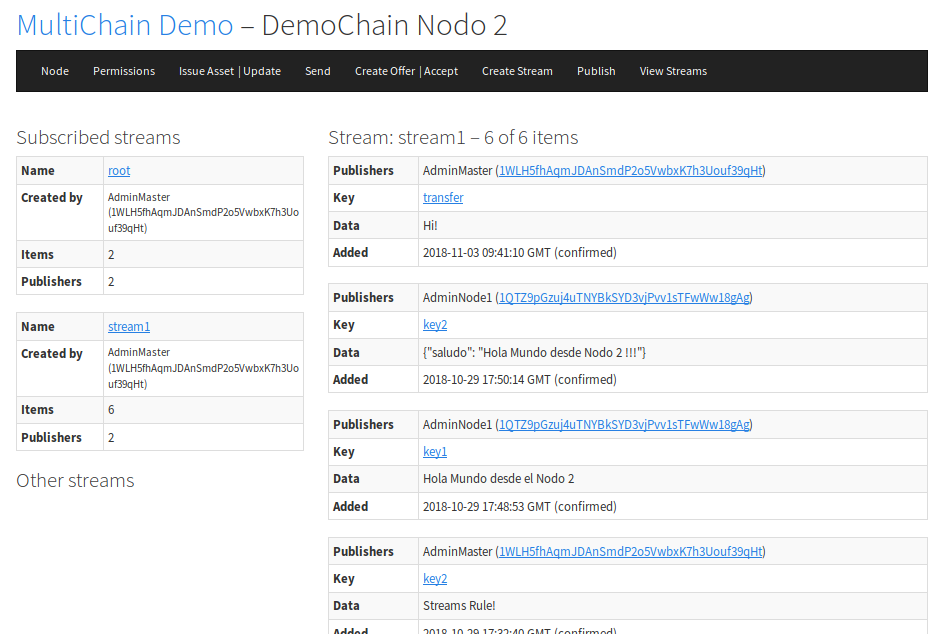 MultiChain Demo – DemoChain Nodo 2
Node Permissions Issue Asset | Update Send Create Offer | Accept Create Stream Publish View Streams
Subscribed streams
Name root
Created by AdminMaster
(1WLH5fhAqmJDAnSmdP2o5VwbxK7h3Uo
uf39qHt)
Items 2
Publishers 2
Name stream1
Created by AdminMaster
(1WLH5fhAqmJDAnSmdP2o5VwbxK7h3Uo
uf39qHt)
Items 6
Publishers 2
Other streams
Stream: stream1 – 6 of 6 items
Publishers AdminMaster (1WLH5fhAqmJDAnSmdP2o5VwbxK7h3Uouf39qHt)
Key transfer
Data Hi!
Added 2018-11-03 09:41:10 GMT (confirmed)
Publishers AdminNode1 (1QTZ9pGzuj4uTNYBkSYD3vjPvv1sTFwWw18gAg)
Key key2
Data {"saludo": "Hola Mundo desde Nodo 2 !!!"}
Added 2018-10-29 17:50:14 GMT (confirmed)
Publishers AdminNode1 (1QTZ9pGzuj4uTNYBkSYD3vjPvv1sTFwWw18gAg)
Key key1
Data Hola Mundo desde el Nodo 2
Added 2018-10-29 17:48:53 GMT (confirmed)
Publishers AdminMaster (1WLH5fhAqmJDAnSmdP2o5VwbxK7h3Uouf39qHt)
Key key2
Data Streams Rule!
Added 2018-10-29 17:32:40 GMT (confirmed)